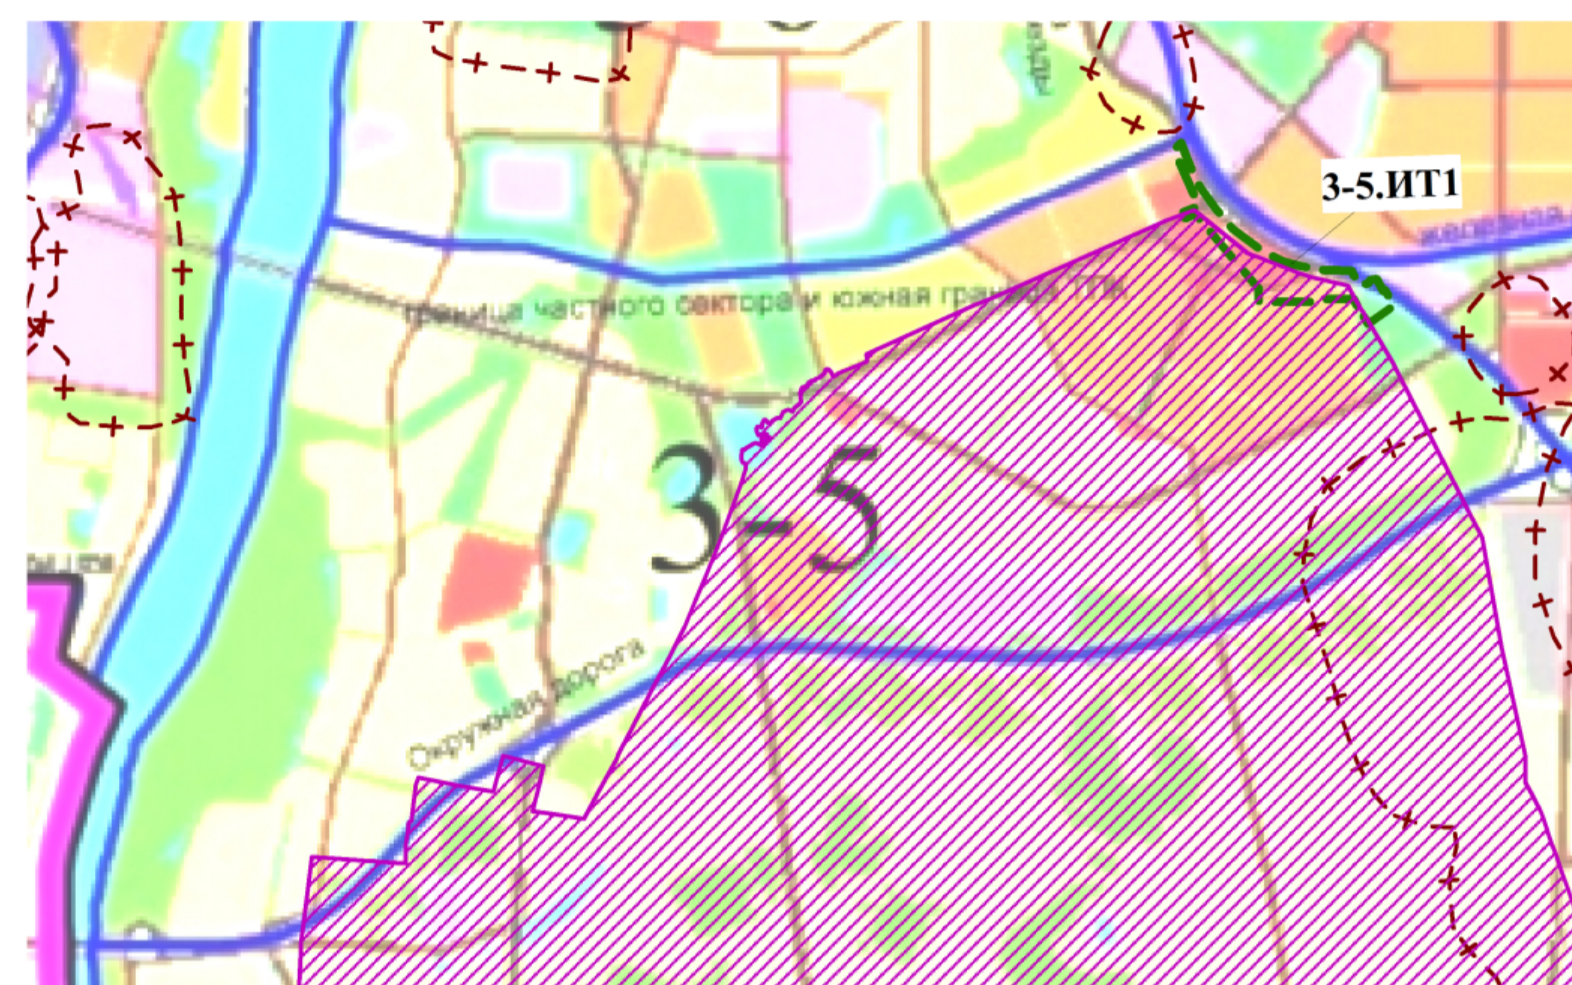 3-5.ИТ1
железная
граница частного сектора и южная граница ТПК
3-5
Окружная дорога